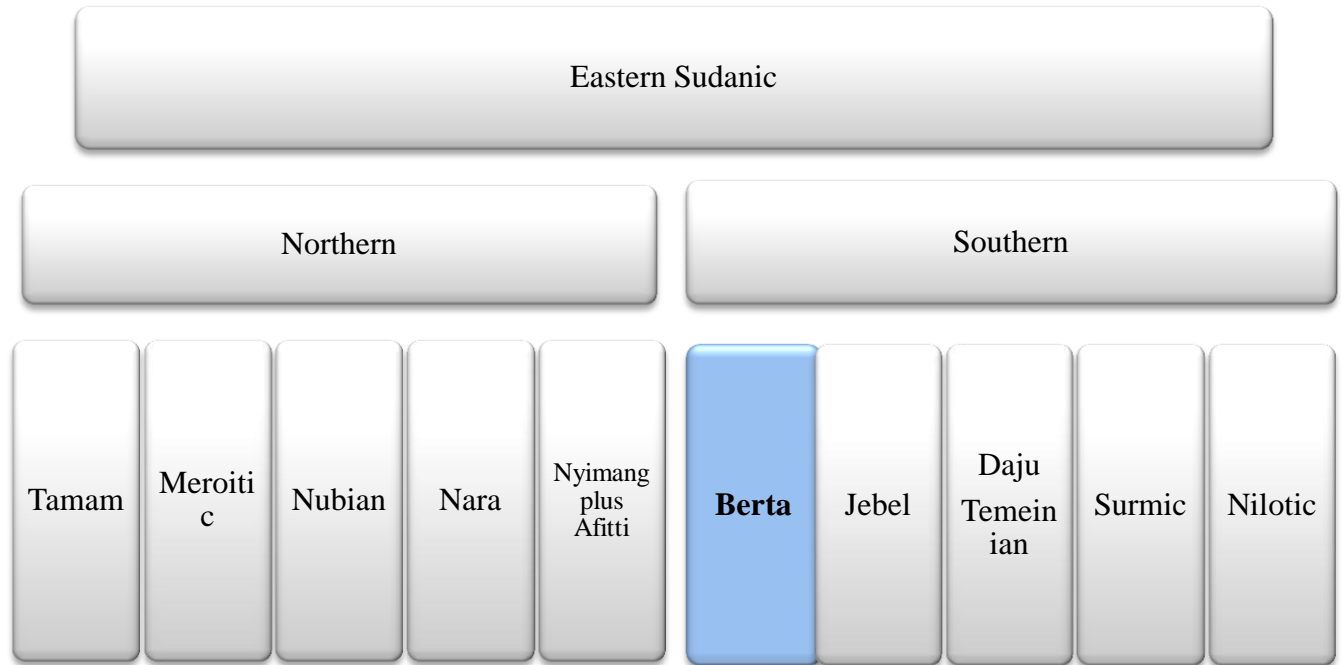 Eastern Sudanic
Northern
Southern
Tamam
Meroiti
c
Nubian
Nara
Nyimang
plus
Afitti
Berta
Jebel
Daju
Temein
ian
Surmic
Nilotic